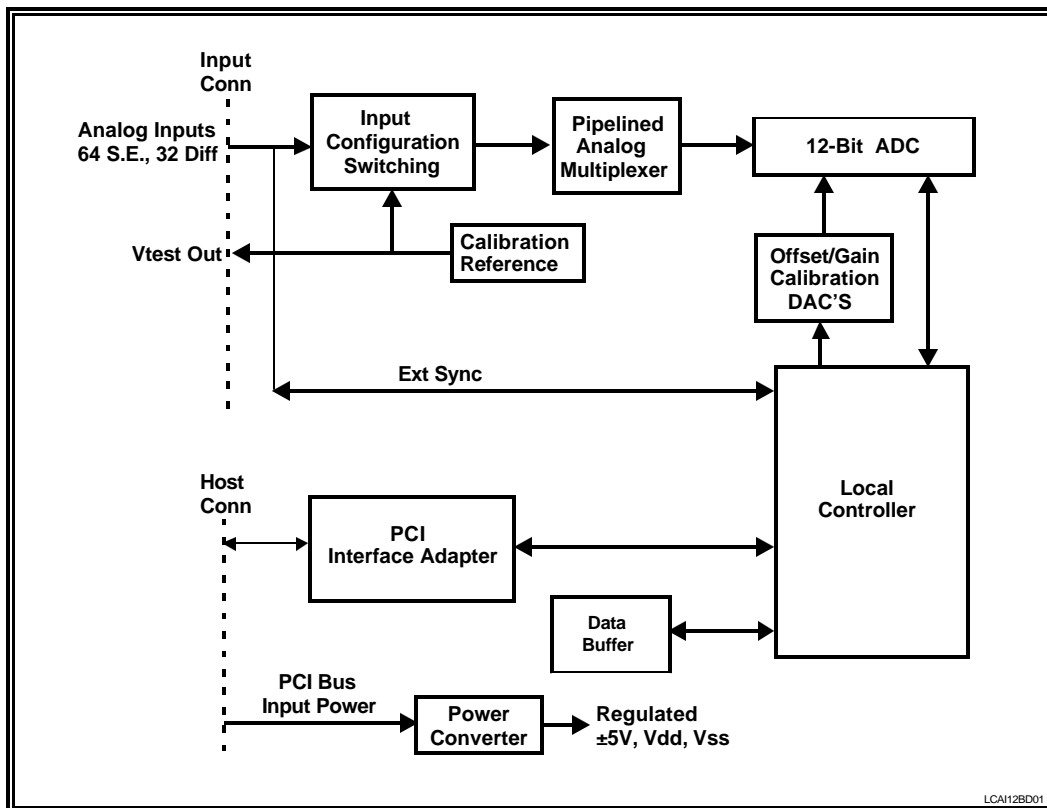 Input
Conn
Analog Inputs
64 S.E., 32 Diff
Input
Configuration
Switching
Pipelined
Analog
Multiplexer
12-Bit ADC
Vtest Out
Calibration
Reference
Offset/Gain
Calibration
DAC'S
Ext Sync
Local
Controller
Host
Conn
PCI
Interface Adapter
Data
Buffer
PCI Bus
Input Power
Power
Converter
Regulated
±5V, Vdd, Vss
LCAI12BD01